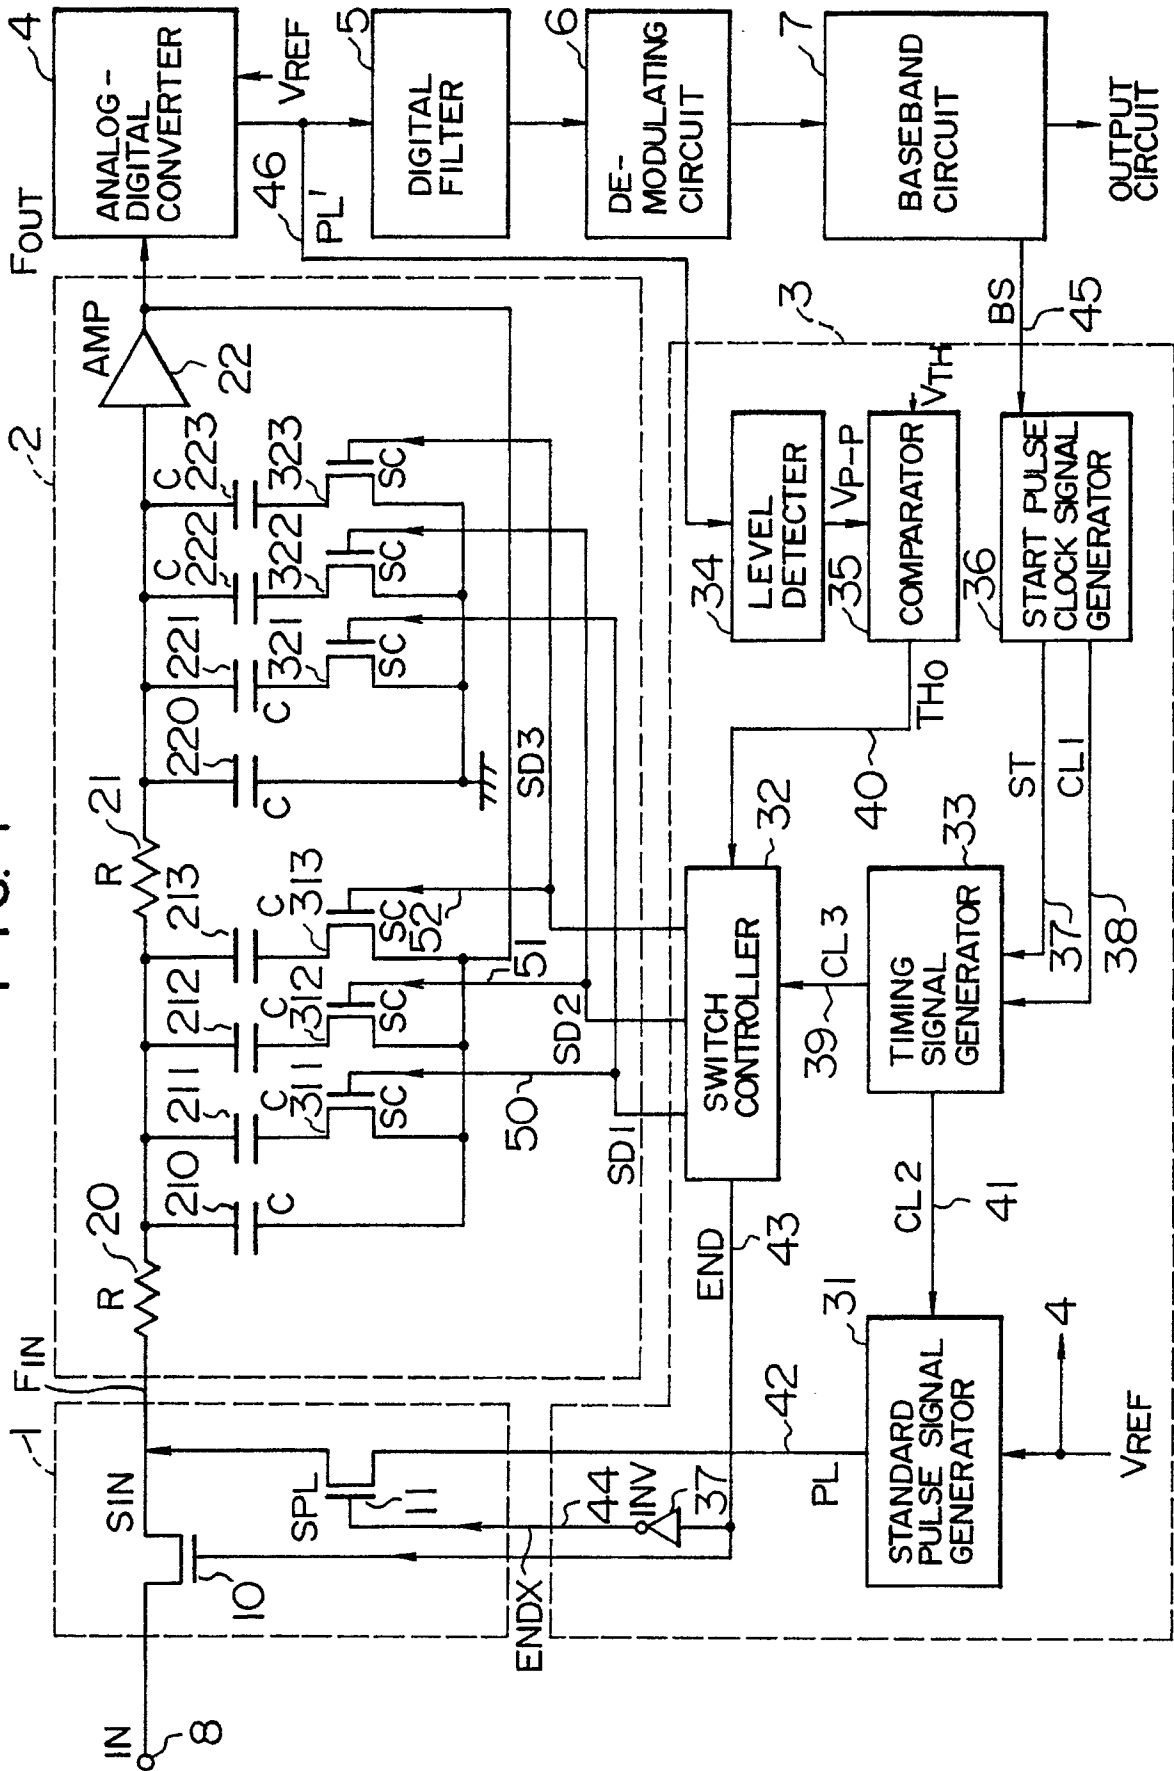 FIG. 1
IN
8
10
SIN
1
SPL
11
ENDX
44
INV
37
FIN
2
R
20
210
C
211
C
311
SC
50
212
C
312
SC
51
213
C
313
SC
52
R
21
220
C
221
C
321
SC
222
C
322
SC
223
C
323
SC
AMP
22
FOUT
SD1
SD2
SD3
ANALOG-
DIGITAL
CONVERTER
4
VREF
46
PL'
DIGITAL
FILTER
5
DE-
MODULATING
CIRCUIT
6
BASEBAND
CIRCUIT
7
OUTPUT
CIRCUIT
BS
45
3
END
43
SWITCH
CONTROLLER
32
40
THO
LEVEL
DETECTER
34
VP-P
COMPARATOR
35
VTH
START PULSE
CLOCK SIGNAL
GENERATOR
36
ST
37
CL1
38
TIMING
SIGNAL
GENERATOR
33
CL3
39
CL2
41
STANDARD
PULSE SIGNAL
GENERATOR
31
PL
42
4
VREF